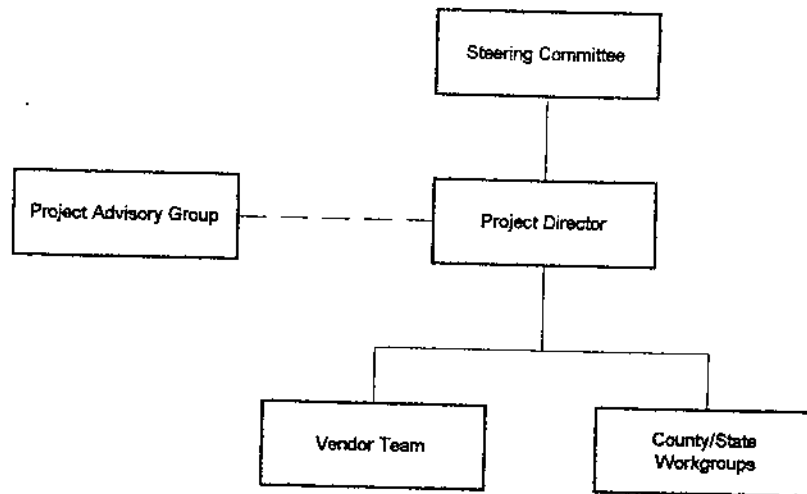 Steering Committee
Project Advisory Group
Project Director
Vendor Team
County/State
Workgroups